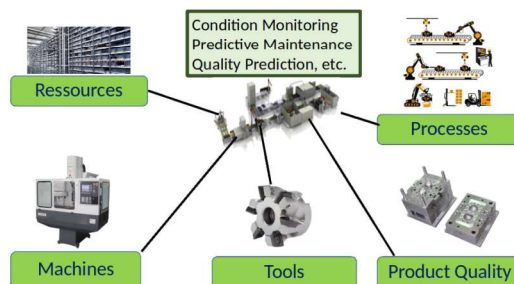 Condition Monitoring
Predictive Maintenance
Quality Prediction, etc.
Ressources
Processes
Machines
Tools
Product Quality